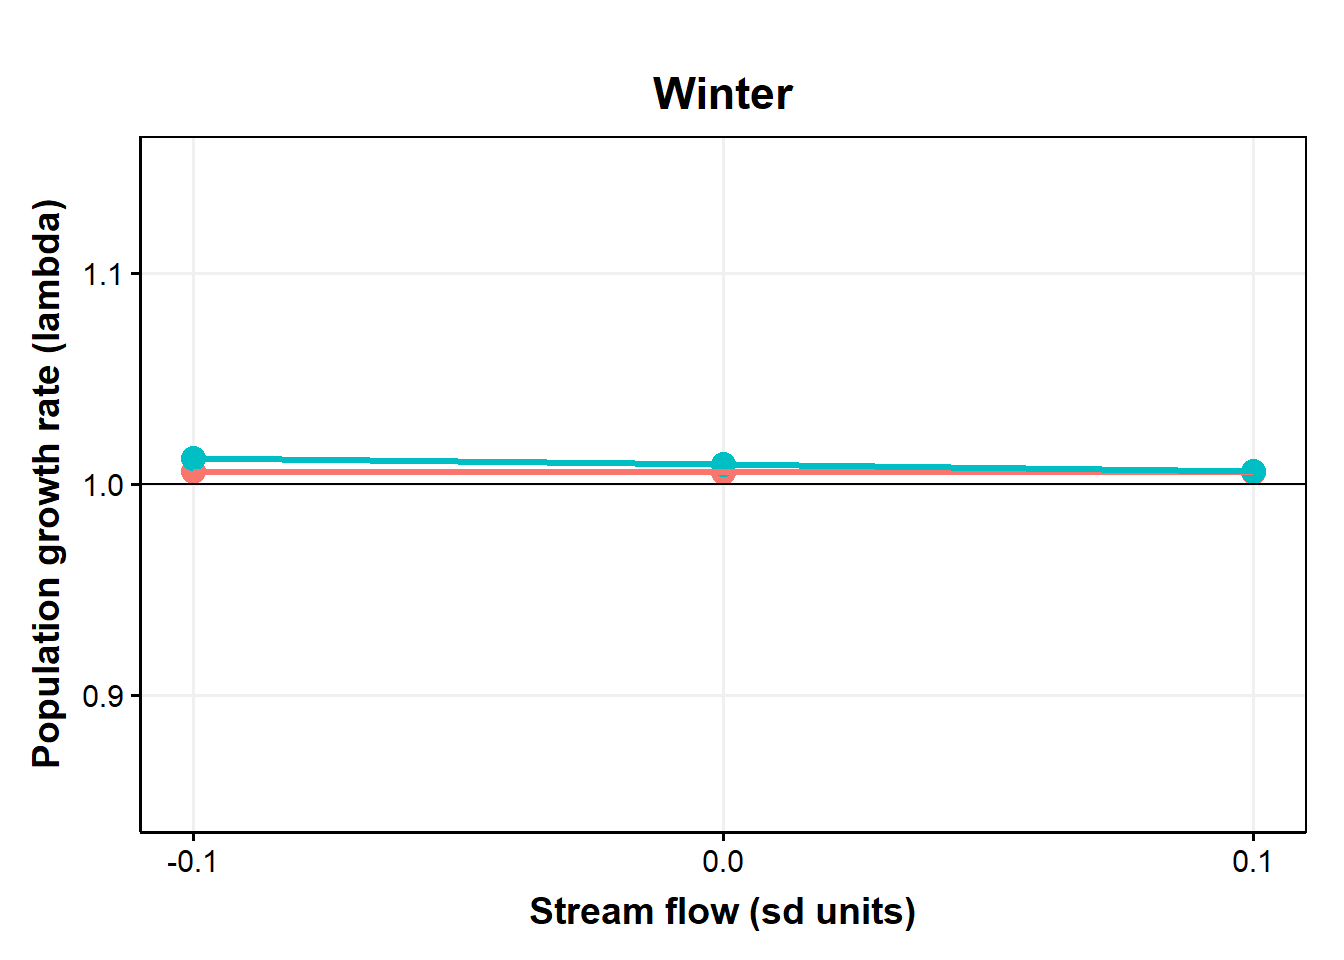 Winter
Population growth rate (lambda)
1.1
1.0
0.9
-0.1
0.0
0.1
Stream flow (sd units)